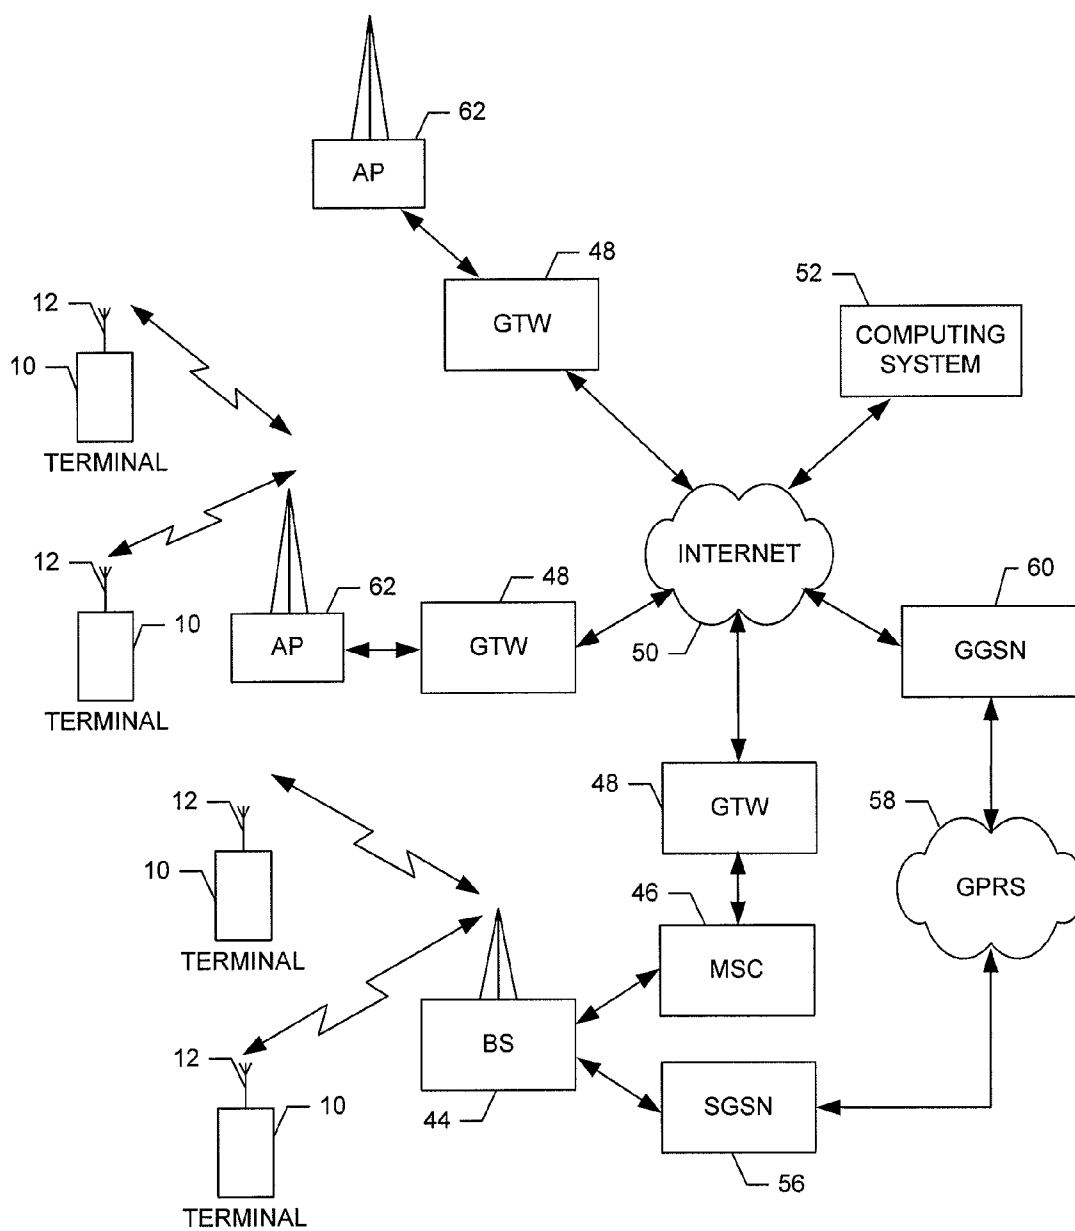 62
AP
48
GTW
52
COMPUTING
SYSTEM
12
10
TERMINAL
12
10
TERMINAL
62
AP
48
GTW
INTERNET
50
60
GGSN
48
GTW
58
GPRS
12
10
TERMINAL
46
MSC
BS
44
12
10
TERMINAL
SGSN
56